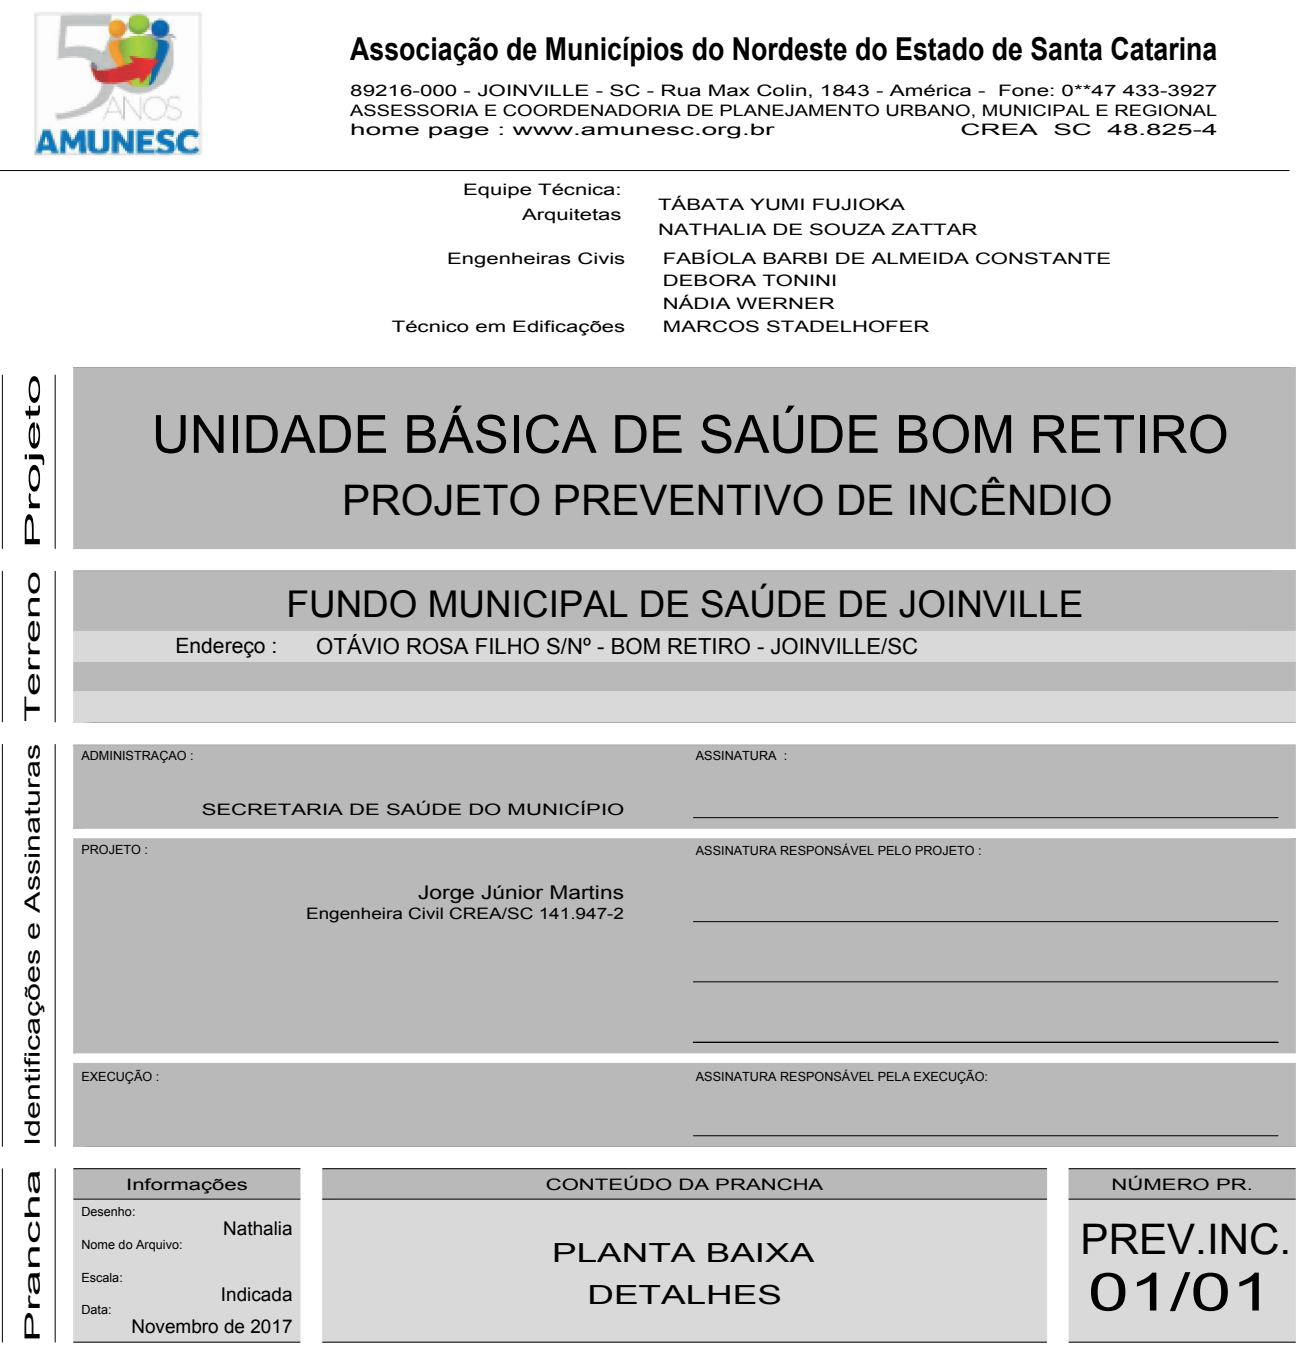 50
ANOS
AMUNESC
Associação de Municípios do Nordeste do Estado de Santa Catarina
89216-000 - JOINVILLE - SC - Rua Max Colin, 1843 - América - Fone: 0**47 433-3927
ASSESSORIA E COORDENADORIA DE PLANEJAMENTO URBANO, MUNICIPAL E REGIONAL
home page : www.amunesc.org.br CREA SC 48.825-4
Equipe Técnica:
Arquitetas TÁBATA YUMI FUJIOKA
NATHALIA DE SOUZA ZATTAR
Engenheiras Civis FABÍOLA BARBI DE ALMEIDA CONSTANTE
DEBORA TONINI
NÁDIA WERNER
Técnico em Edificações MARCOS STADELHOFER
Projeto
UNIDADE BÁSICA DE SAÚDE BOM RETIRO
PROJETO PREVENTIVO DE INCÊNDIO
Terreno
FUNDO MUNICIPAL DE SAÚDE DE JOINVILLE
Endereço : OTÁVIO ROSA FILHO S/Nº - BOM RETIRO - JOINVILLE/SC
Identificações e Assinaturas
ADMINISTRAÇAO : ASSINATURA :
SECRETARIA DE SAÚDE DO MUNICÍPIO
PROJETO : ASSINATURA RESPONSÁVEL PELO PROJETO :
Jorge Júnior Martins
Engenheira Civil CREA/SC 141.947-2
EXECUÇÃO : ASSINATURA RESPONSÁVEL PELA EXECUÇÃO:
Prancha
Informações
Desenho:
Nathalia
Nome do Arquivo:
Escala:
Indicada
Data:
Novembro de 2017
CONTEÚDO DA PRANCHA
PLANTA BAIXA
DETALHES
NÚMERO PR.
PREV.INC.
01/01